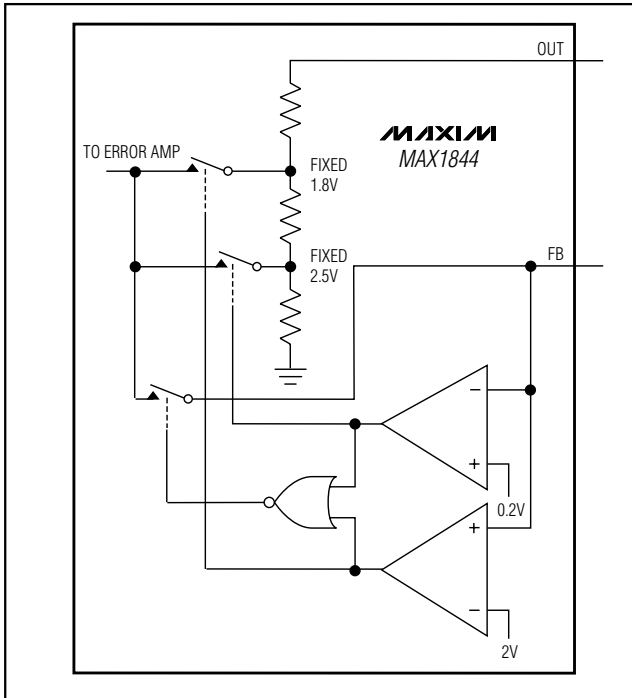 OUT
MAXIM
MAX1844
TO ERROR AMP
FIXED
1.8V
FIXED
2.5V
FB
−
+
0.2V
+
−
2V